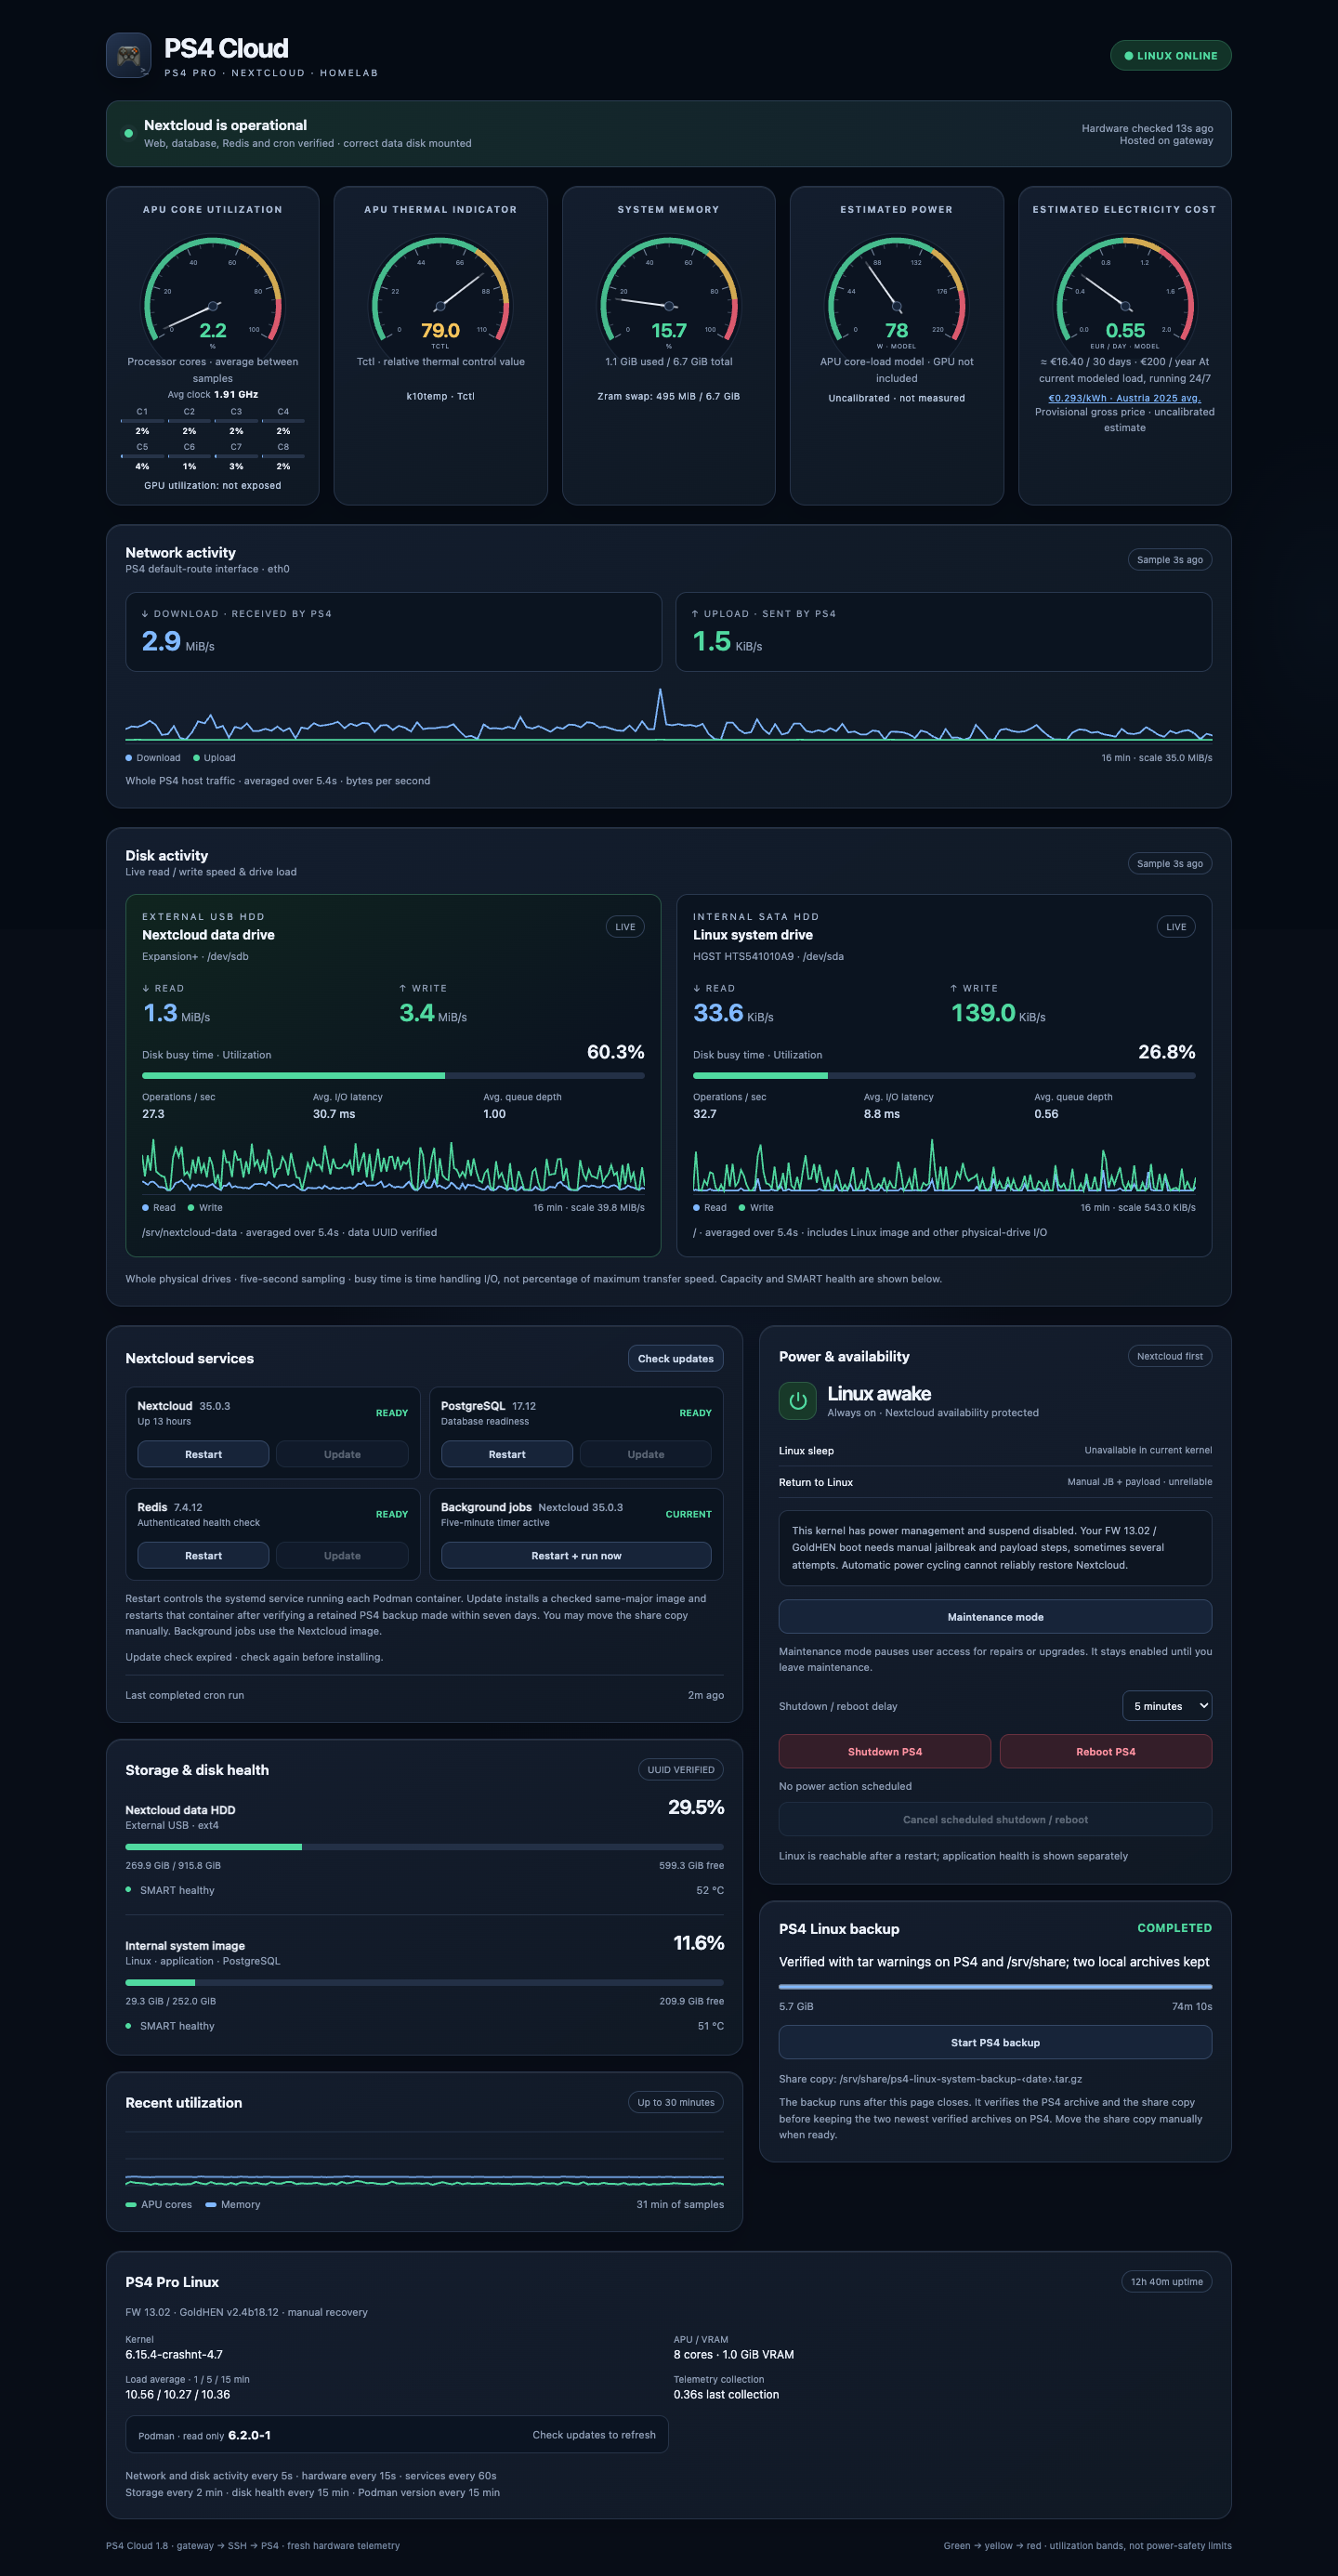 PS4 Cloud
PS4 PRO · NEXTCLOUD · HOMELAB
LINUX ONLINE
Nextcloud is operational
Web, database, Redis and cron verified · correct data disk mounted
Hardware checked 13s ago
Hosted on gateway
APU CORE UTILIZATION
0 20 40 60 80 100
2.2
%
Processor cores · average between
samples
Avg clock 1.91 GHz
C1 C2 C3 C4
2% 2% 2% 2%
C5 C6 C7 C8
4% 1% 3% 2%
GPU utilization: not exposed
APU THERMAL INDICATOR
0 22 44 66 88 110
79.0
TCTL
Tctl · relative thermal control value
k10temp · Tctl
SYSTEM MEMORY
0 20 40 60 80 100
15.7
%
1.1 GiB used / 6.7 GiB total
Zram swap: 495 MiB / 6.7 GiB
ESTIMATED POWER
0 44 88 132 176 220
78
W · MODEL
APU core-load model · GPU not
included
Uncalibrated · not measured
ESTIMATED ELECTRICITY COST
0.0 0.4 0.8 1.2 1.6 2.0
0.55
EUR / DAY · MODEL
≈ €16.40 / 30 days · €200 / year At
current modeled load, running 24/7
€0.293/kWh · Austria 2025 avg.
Provisional gross price · uncalibrated
estimate
Network activity
PS4 default-route interface · eth0
Sample 3s ago
↓ DOWNLOAD · RECEIVED BY PS4
2.9 MiB/s
↑ UPLOAD · SENT BY PS4
1.5 KiB/s
Download Upload
16 min · scale 35.0 MiB/s
Whole PS4 host traffic · averaged over 5.4s · bytes per second
Disk activity
Live read / write speed & drive load
Sample 3s ago
EXTERNAL USB HDD
Nextcloud data drive
LIVE
Expansion+ · /dev/sdb
↓ READ
1.3 MiB/s
↑ WRITE
3.4 MiB/s
Disk busy time · Utilization
60.3%
Operations / sec
27.3
Avg. I/O latency
30.7 ms
Avg. queue depth
1.00
Read Write
16 min · scale 39.8 MiB/s
/srv/nextcloud-data · averaged over 5.4s · data UUID verified
INTERNAL SATA HDD
Linux system drive
LIVE
HGST HTS541010A9 · /dev/sda
↓ READ
33.6 KiB/s
↑ WRITE
139.0 KiB/s
Disk busy time · Utilization
26.8%
Operations / sec
32.7
Avg. I/O latency
8.8 ms
Avg. queue depth
0.56
Read Write
16 min · scale 543.0 KiB/s
/ · averaged over 5.4s · includes Linux image and other physical-drive I/O
Whole physical drives · five-second sampling · busy time is time handling I/O, not percentage of maximum transfer speed. Capacity and SMART health are shown below.
Nextcloud services
Check updates
Nextcloud 35.0.3
Up 13 hours
READY
Restart
Update
PostgreSQL 17.12
Database readiness
READY
Restart
Update
Redis 7.4.12
Authenticated health check
READY
Restart
Update
Background jobs Nextcloud 35.0.3
Five-minute timer active
CURRENT
Restart + run now
Restart controls the systemd service running each Podman container. Update installs a checked same-major image and
restarts that container after verifying a retained PS4 backup made within seven days. You may move the share copy
manually. Background jobs use the Nextcloud image.
Update check expired · check again before installing.
Last completed cron run
2m ago
Storage & disk health
UUID VERIFIED
Nextcloud data HDD
External USB · ext4
29.5%
269.9 GiB / 915.8 GiB
599.3 GiB free
SMART healthy
52 °C
Internal system image
Linux · application · PostgreSQL
11.6%
29.3 GiB / 252.0 GiB
209.9 GiB free
SMART healthy
51 °C
Recent utilization
Up to 30 minutes
APU cores Memory
31 min of samples
Power & availability
Nextcloud first
Linux awake
Always on · Nextcloud availability protected
Linux sleep
Unavailable in current kernel
Return to Linux
Manual JB + payload · unreliable
This kernel has power management and suspend disabled. Your FW 13.02 /
GoldHEN boot needs manual jailbreak and payload steps, sometimes several
attempts. Automatic power cycling cannot reliably restore Nextcloud.
Maintenance mode
Maintenance mode pauses user access for repairs or upgrades. It stays enabled until you
leave maintenance.
Shutdown / reboot delay
5 minutes
Shutdown PS4
Reboot PS4
No power action scheduled
Cancel scheduled shutdown / reboot
Linux is reachable after a restart; application health is shown separately
PS4 Linux backup
COMPLETED
Verified with tar warnings on PS4 and /srv/share; two local archives kept
5.7 GiB
74m 10s
Start PS4 backup
Share copy: /srv/share/ps4-linux-system-backup-‹date›.tar.gz
The backup runs after this page closes. It verifies the PS4 archive and the share copy
before keeping the two newest verified archives on PS4. Move the share copy manually
when ready.
PS4 Pro Linux
12h 40m uptime
FW 13.02 · GoldHEN v2.4b18.12 · manual recovery
Kernel
6.15.4-crashnt-4.7
APU / VRAM
8 cores · 1.0 GiB VRAM
Load average · 1 / 5 / 15 min
10.56 / 10.27 / 10.36
Telemetry collection
0.36s last collection
Podman · read only 6.2.0-1
Check updates to refresh
Network and disk activity every 5s · hardware every 15s · services every 60s
Storage every 2 min · disk health every 15 min · Podman version every 15 min
PS4 Cloud 1.8 · gateway → SSH → PS4 · fresh hardware telemetry
Green → yellow → red · utilization bands, not power-safety limits